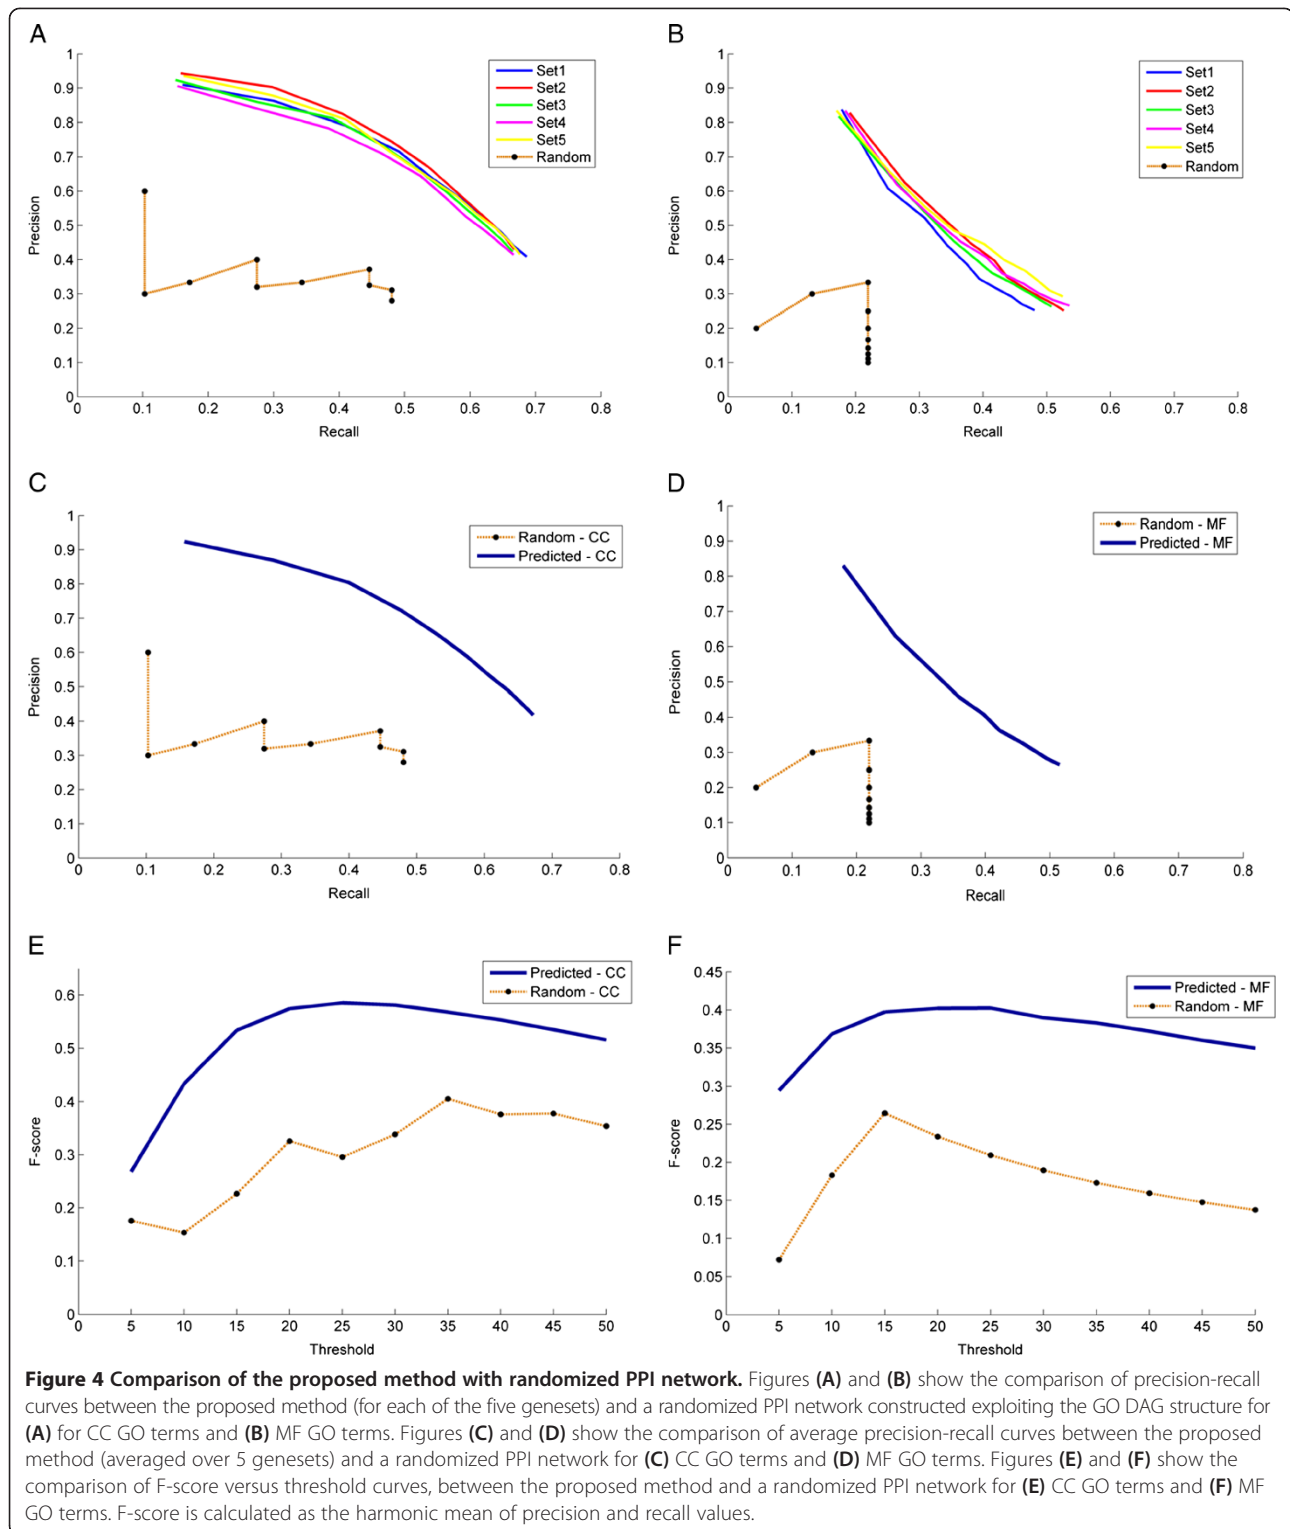 A
1
0.9
0.8
0.7
0.6
0.5
0.4
0.3
0.2
0.1
0
Precision
0
0.1
0.2
0.3
0.4
0.5
0.6
0.7
0.8
Recall
Set1
Set2
Set3
Set4
Set5
Random
B
1
0.9
0.8
0.7
0.6
0.5
0.4
0.3
0.2
0.1
0
Precision
0
0.1
0.2
0.3
0.4
0.5
0.6
0.7
0.8
Recall
Set1
Set2
Set3
Set4
Set5
Random
C
1
0.9
0.8
0.7
0.6
0.5
0.4
0.3
0.2
0.1
0
Precision
0
0.1
0.2
0.3
0.4
0.5
0.6
0.7
0.8
Recall
Random - CC
Predicted - CC
D
1
0.9
0.8
0.7
0.6
0.5
0.4
0.3
0.2
0.1
0
Precision
0
0.1
0.2
0.3
0.4
0.5
0.6
0.7
0.8
Recall
Random - MF
Predicted - MF
E
0.6
0.5
0.4
0.3
0.2
0.1
0
F-score
0
5
10
15
20
25
30
35
40
45
50
Threshold
Predicted - CC
Random - CC
F
0.45
0.4
0.35
0.3
0.25
0.2
0.15
0.1
0.05
0
F-score
0
5
10
15
20
25
30
35
40
45
50
Threshold
Predicted - MF
Random - MF
Figure 4 Comparison of the proposed method with randomized PPI network. Figures (A) and (B) show the comparison of precision-recall
curves between the proposed method (for each of the five genesets) and a randomized PPI network constructed exploiting the GO DAG structure for
(A) for CC GO terms and (B) MF GO terms. Figures (C) and (D) show the comparison of average precision-recall curves between the proposed
method (averaged over 5 genesets) and a randomized PPI network for (C) CC GO terms and (D) MF GO terms. Figures (E) and (F) show the
comparison of F-score versus threshold curves, between the proposed method and a randomized PPI network for (E) CC GO terms and (F) MF
GO terms. F-score is calculated as the harmonic mean of precision and recall values.